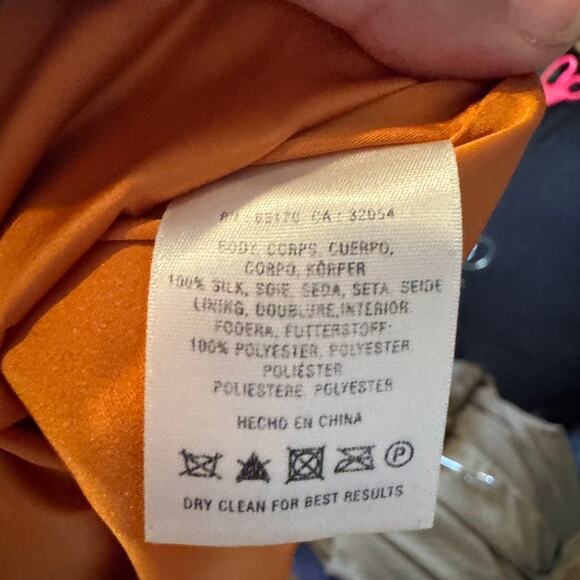 RN : 85170 CA : 32054
BODY, CORPS, CUERPO,
CORPO, KÖRPER
100% SILK, SOIE, SEDA, SETA, SEIDE
LINING, DOUBLURE, INTERIOR,
FODERA, FUTTERSTOFF:
100% POLYESTER, POLYESTER,
POLIÉSTER
POLIESTERE, POLYESTER
HECHO EN CHINA
P
DRY CLEAN FOR BEST RESULTS